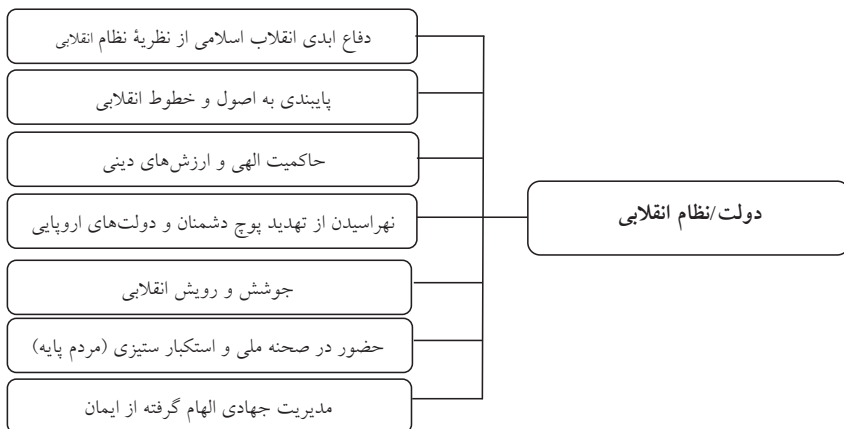 دفاع ابدی انقلاب اسلامی از نظریۀ نظام انقلابی
پایبندی به اصول و خطوط انقلابی
حاکمیت الهی و ارزش‌های دینی
دولت/نظام انقلابی
نهراسیدن از تهدید پوچ دشمنان و دولت‌های اروپایی
جوشش و رویش انقلابی
حضور در صحنه ملی و استکبار ستیزی (مردم پایه)
مدیریت جهادی الهام گرفته از ایمان